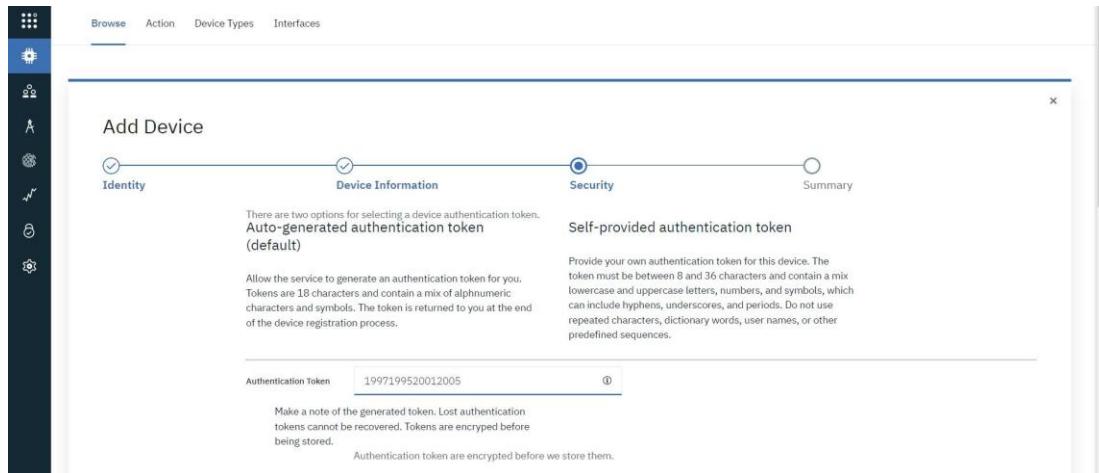 Browse Action Device Types Interfaces
Add Device
Identity Device Information Security Summary
There are two options for selecting a device authentication token.
Auto-generated authentication token
(default)
Allow the service to generate an authentication token for you.
Tokens are 18 characters and contain a mix of alphnumeric
characters and symbols. The token is returned to you at the end
of the device registration process.
Self-provided authentication token
Provide your own authentication token for this device. The
token must be between 8 and 36 characters and contain a mix
lowercase and uppercase letters, numbers, and symbols, which
can include hyphens, underscores, and periods. Do not use
repeated characters, dictionary words, user names, or other
predefined sequences.
Authentication Token 1997199520012005
Make a note of the generated token. Lost authentication
tokens cannot be recovered. Tokens are encryped before
being stored.
Authentication token are encrypted before we store them.